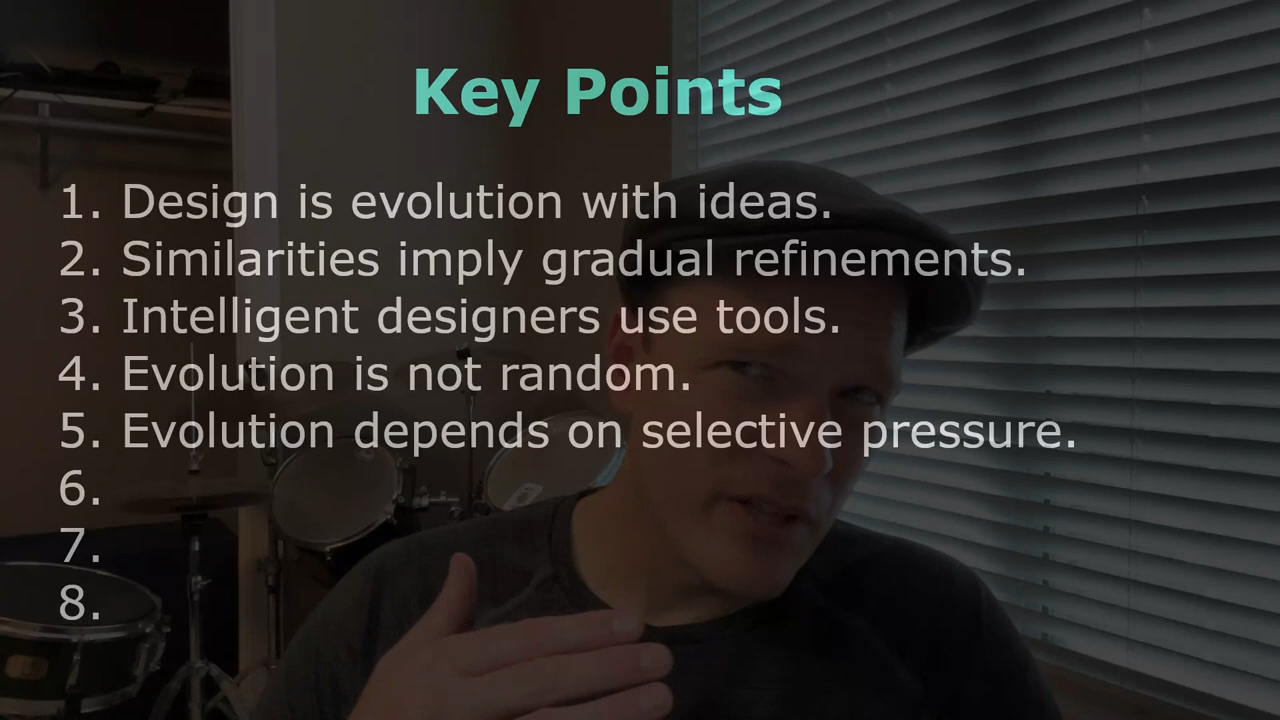 Key Points
1. Design is evolution with ideas.
2. Similarities imply gradual refinements.
3. Intelligent designers use tools.
4. Evolution is not random.
5. Evolution depends on selective pressure.
6.
7.
8.